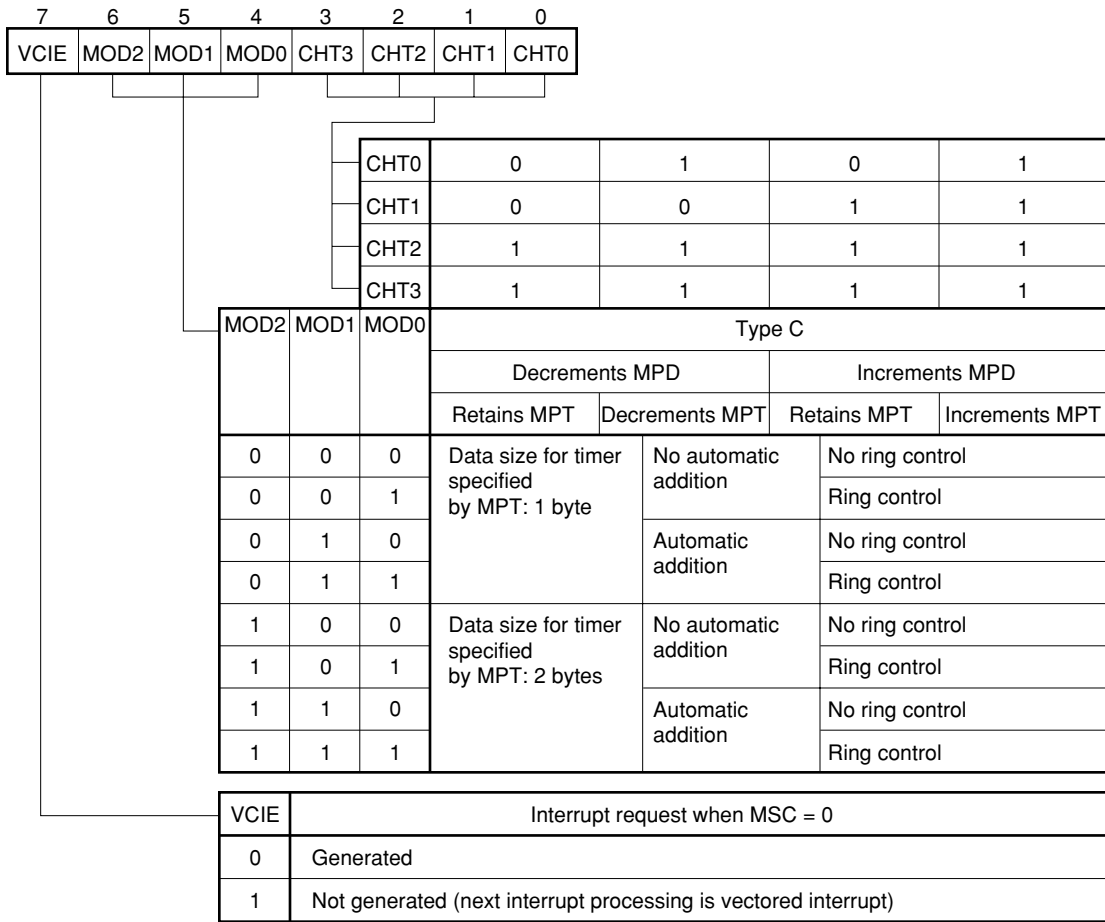 7 6 5 4 3 2 1 0
VCIE MOD2 MOD1 MOD0 CHT3 CHT2 CHT1 CHT0
CHT0 0 1 0 1
CHT1 0 0 1 1
CHT2 1 1 1 1
CHT3 1 1 1 1
MOD2 MOD1 MOD0 Type C
Decrements MPD Increments MPD
Retains MPT Decrements MPT Retains MPT Increments MPT
0 0 0 Data size for timer No automatic No ring control
specified addition
0 0 1 by MPT: 1 byte Ring control
0 1 0 Automatic No ring control
addition
0 1 1 Ring control
1 0 0 Data size for timer No automatic No ring control
specified addition
1 0 1 by MPT: 2 bytes Ring control
1 1 0 Automatic No ring control
addition
1 1 1 Ring control
VCIE Interrupt request when MSC = 0
0 Generated
1 Not generated (next interrupt processing is vectored interrupt)